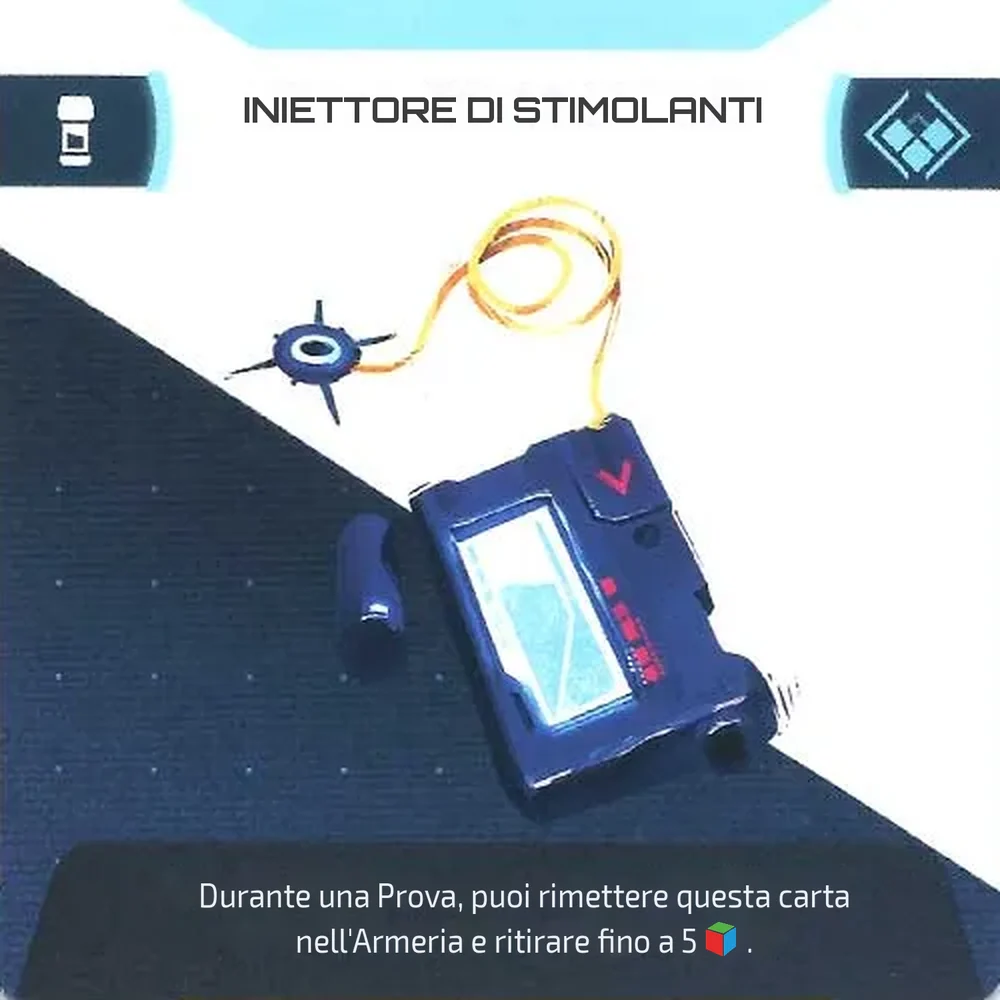 INIETTORE DI STIMOLANTI
Durante una Prova, puoi rimettere questa carta
nell'Armeria e ritirare fino a 5 .